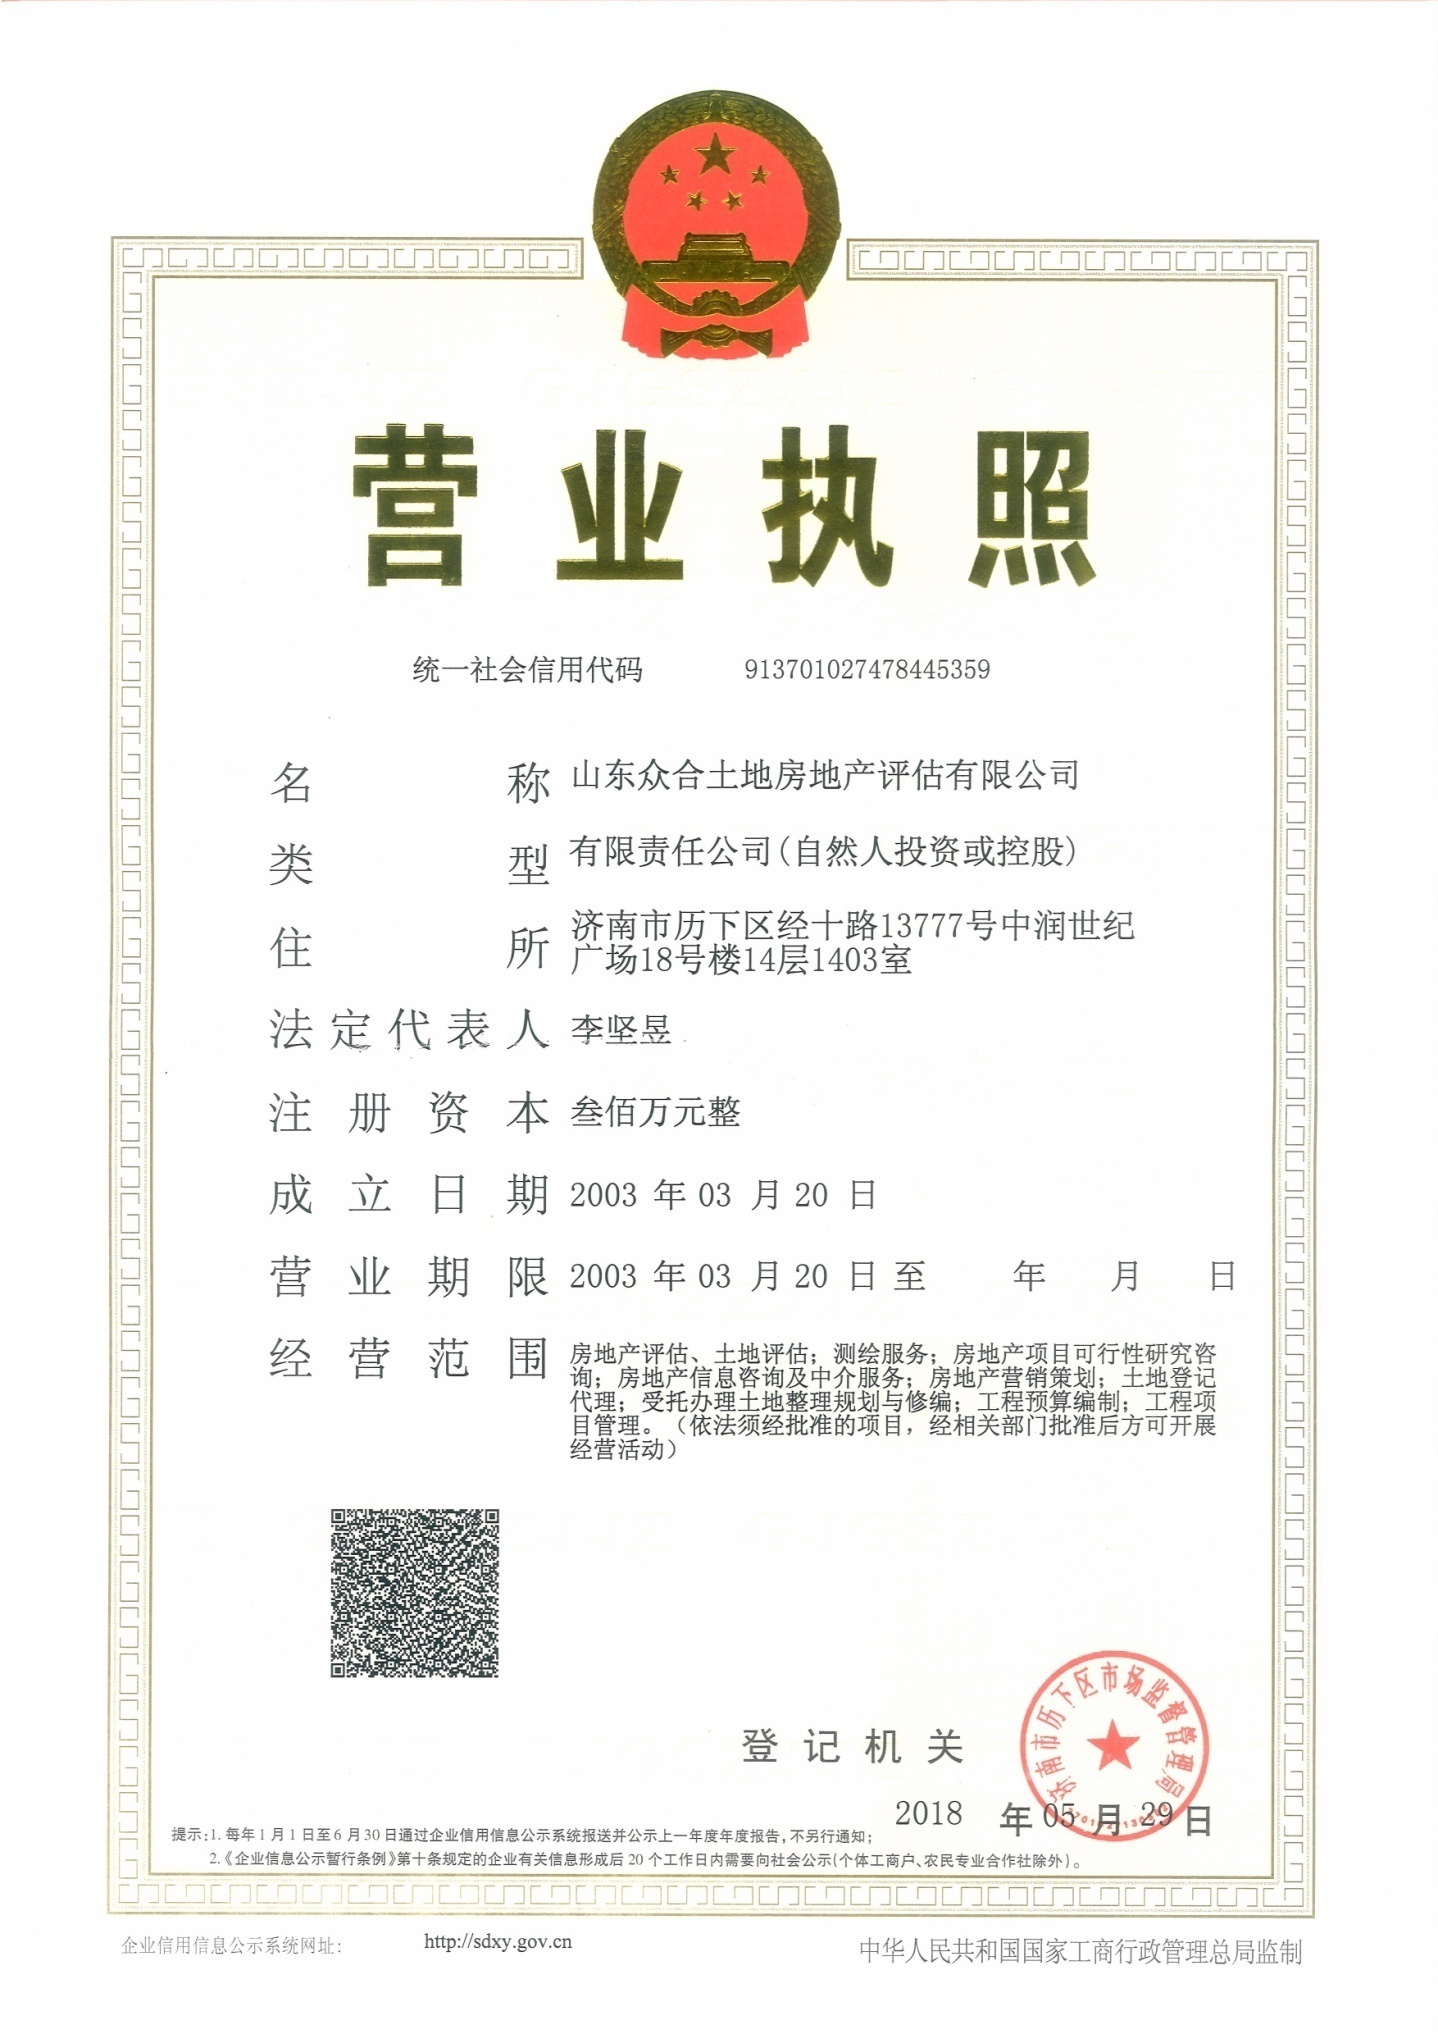 营业执照
统一社会信用代码 913701027478445359
名称 山东众合土地房地产评估有限公司
类型 有限责任公司(自然人投资或控股)
住所 济南市历下区经十路13777号中润世纪
广场18号楼14层1403室
法定代表人 李坚昱
注册资本 叁佰万元整
成立日期 2003 年 03 月 20 日
营业期限 2003 年 03 月 20 日 至 年 月 日
经营范围 房地产评估、土地评估；测绘服务；房地产项目可行性研究咨
询；房地产信息咨询及中介服务；房地产营销策划；土地登记
代理；受托办理土地整理规划与修编；工程预算编制；工程项
目管理。（依法须经批准的项目，经相关部门批准后方可开展
经营活动）
济南市历下区市场监督管理局
登记机关
2018 年 05 月 29 日
提示：1. 每年1月1日至6月30日通过企业信用信息公示系统报送并公示上一年度年度报告，不另行通知；
2.《企业信息公示暂行条例》第十条规定的企业有关信息形成后20个工作日内需要向社会公示（个体工商户、农民专业合作社除外）。
企业信用信息公示系统网址： http://sdxy.gov.cn 中华人民共和国国家工商行政管理总局监制